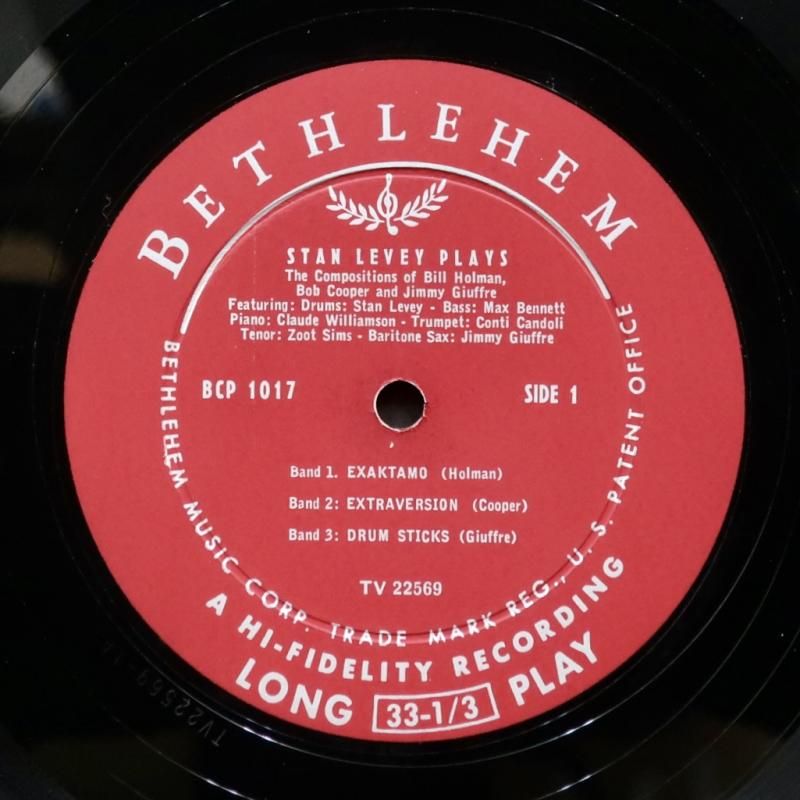 BETHLEHEM
STAN LEVEY PLAYS
The Compositions of Bill Holman,
Bob Cooper and Jimmy Giuffre
Featuring: Drums: Stan Levey - Bass: Max Bennett
Piano: Claude Williamson - Trumpet: Conti Candoli
Tenor: Zoot Sims - Baritone Sax: Jimmy Giuffre
BCP 1017 SIDE 1
Band 1. EXAKTAMO (Holman)
Band 2: EXTRAVERSION (Cooper)
Band 3: DRUM STICKS (Giuffre)
TV 22569
BETHLEHEM MUSIC CORP. TRADE MARK REG., U. S. PATENT OFFICE
A HI-FIDELITY RECORDING
LONG 33-1/3 PLAY